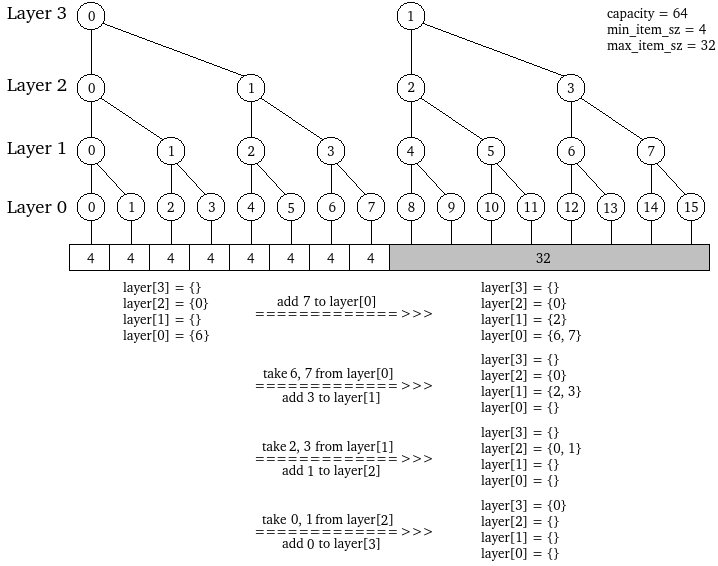 Layer 3 0 1 capacity = 64
min_item_sz = 4
max_item_sz = 32
Layer 2 0 1 2 3
Layer 1 0 1 2 3 4 5 6 7
Layer 0 0 1 2 3 4 5 6 7 8 9 10 11 12 13 14 15
4 4 4 4 4 4 4 4 32
layer[3] = {}
layer[2] = {0}
layer[1] = {}
layer[0] = {6}
add 7 to layer[0]
============= >>>
layer[3] = {}
layer[2] = {0}
layer[1] = {2}
layer[0] = {6, 7}
take 6, 7 from layer[0]
============= >>>
add 3 to layer[1]
layer[3] = {}
layer[2] = {0}
layer[1] = {2, 3}
layer[0] = {}
take 2, 3 from layer[1]
============= >>>
add 1 to layer[2]
layer[3] = {}
layer[2] = {0, 1}
layer[1] = {}
layer[0] = {}
take 0, 1 from layer[2]
============= >>>
add 0 to layer[3]
layer[3] = {0}
layer[2] = {}
layer[1] = {}
layer[0] = {}